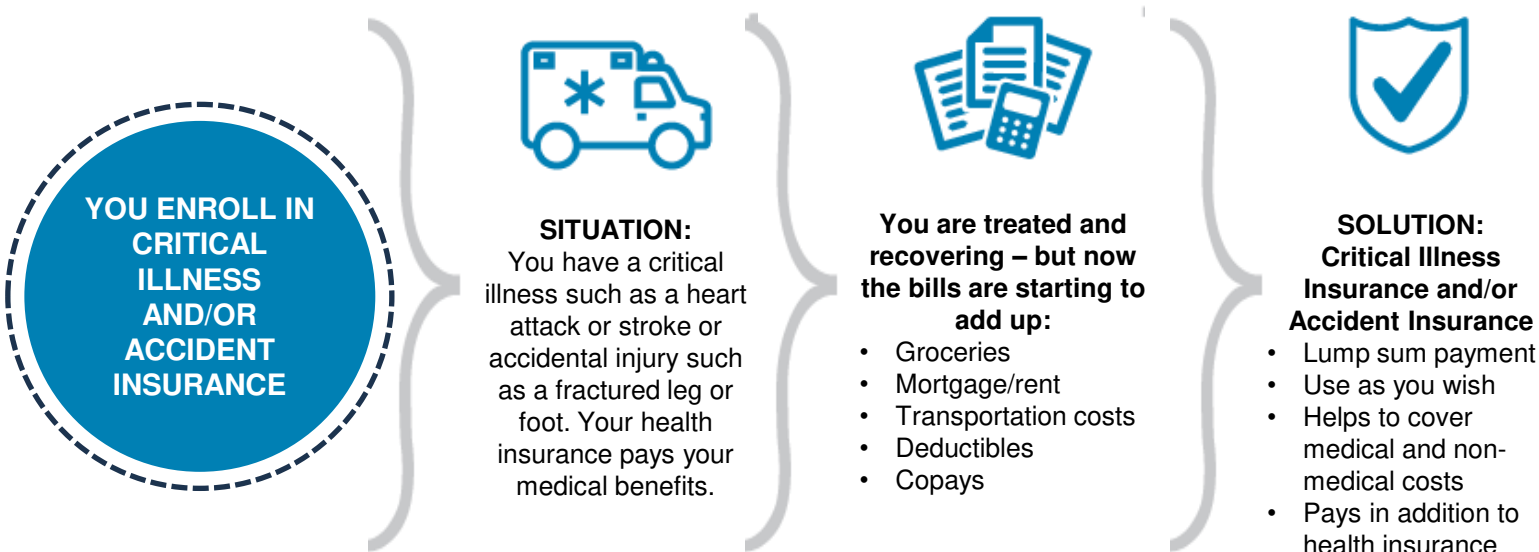 YOU ENROLL IN
CRITICAL
ILLNESS
AND/OR
ACCIDENT
INSURANCE
SITUATION:
You have a critical
illness such as a heart
attack or stroke or
accidental injury such
as a fractured leg or
foot. Your health
insurance pays your
medical benefits.
You are treated and
recovering – but now
the bills are starting to
add up:
• Groceries
• Mortgage/rent
• Transportation costs
• Deductibles
• Copays
SOLUTION:
Critical Illness
Insurance and/or
Accident Insurance
• Lump sum payment
• Use as you wish
• Helps to cover
medical and non-
medical costs
• Pays in addition to
health insurance